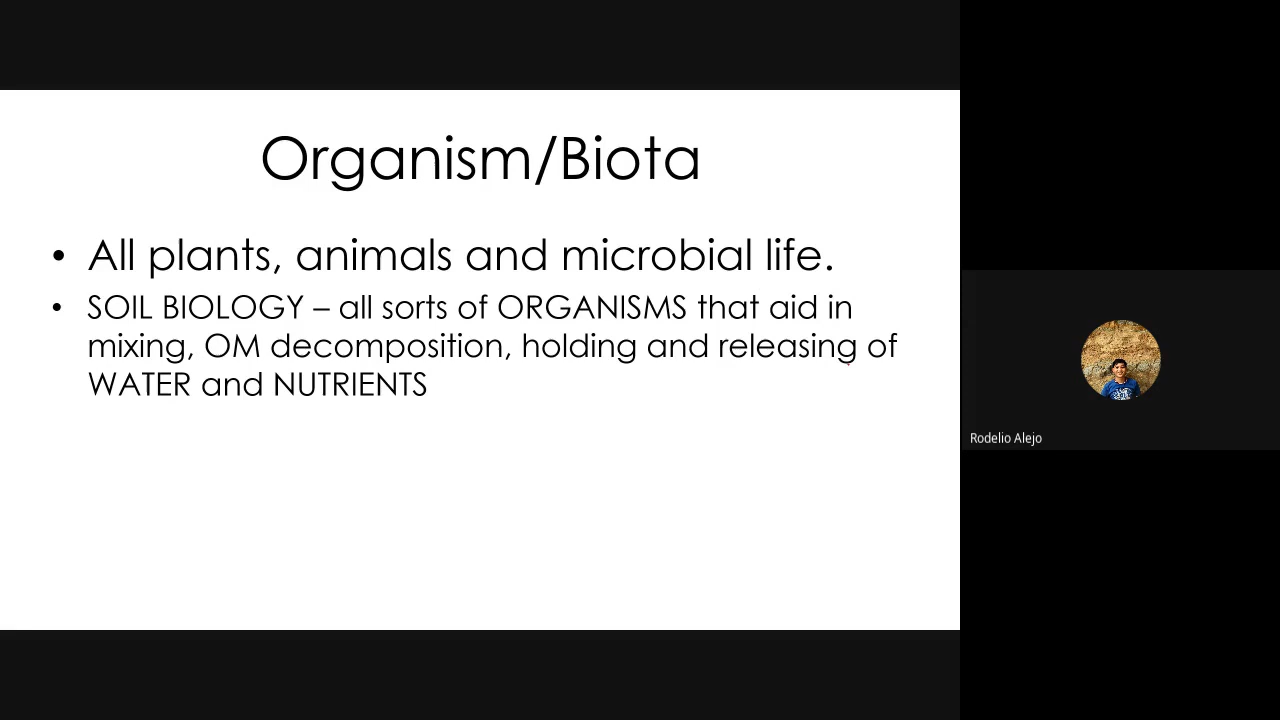 Organism/Biota
• All plants, animals and microbial life.
• SOIL BIOLOGY – all sorts of ORGANISMS that aid in
mixing, OM decomposition, holding and releasing of
WATER and NUTRIENTS
Rodelio Alejo